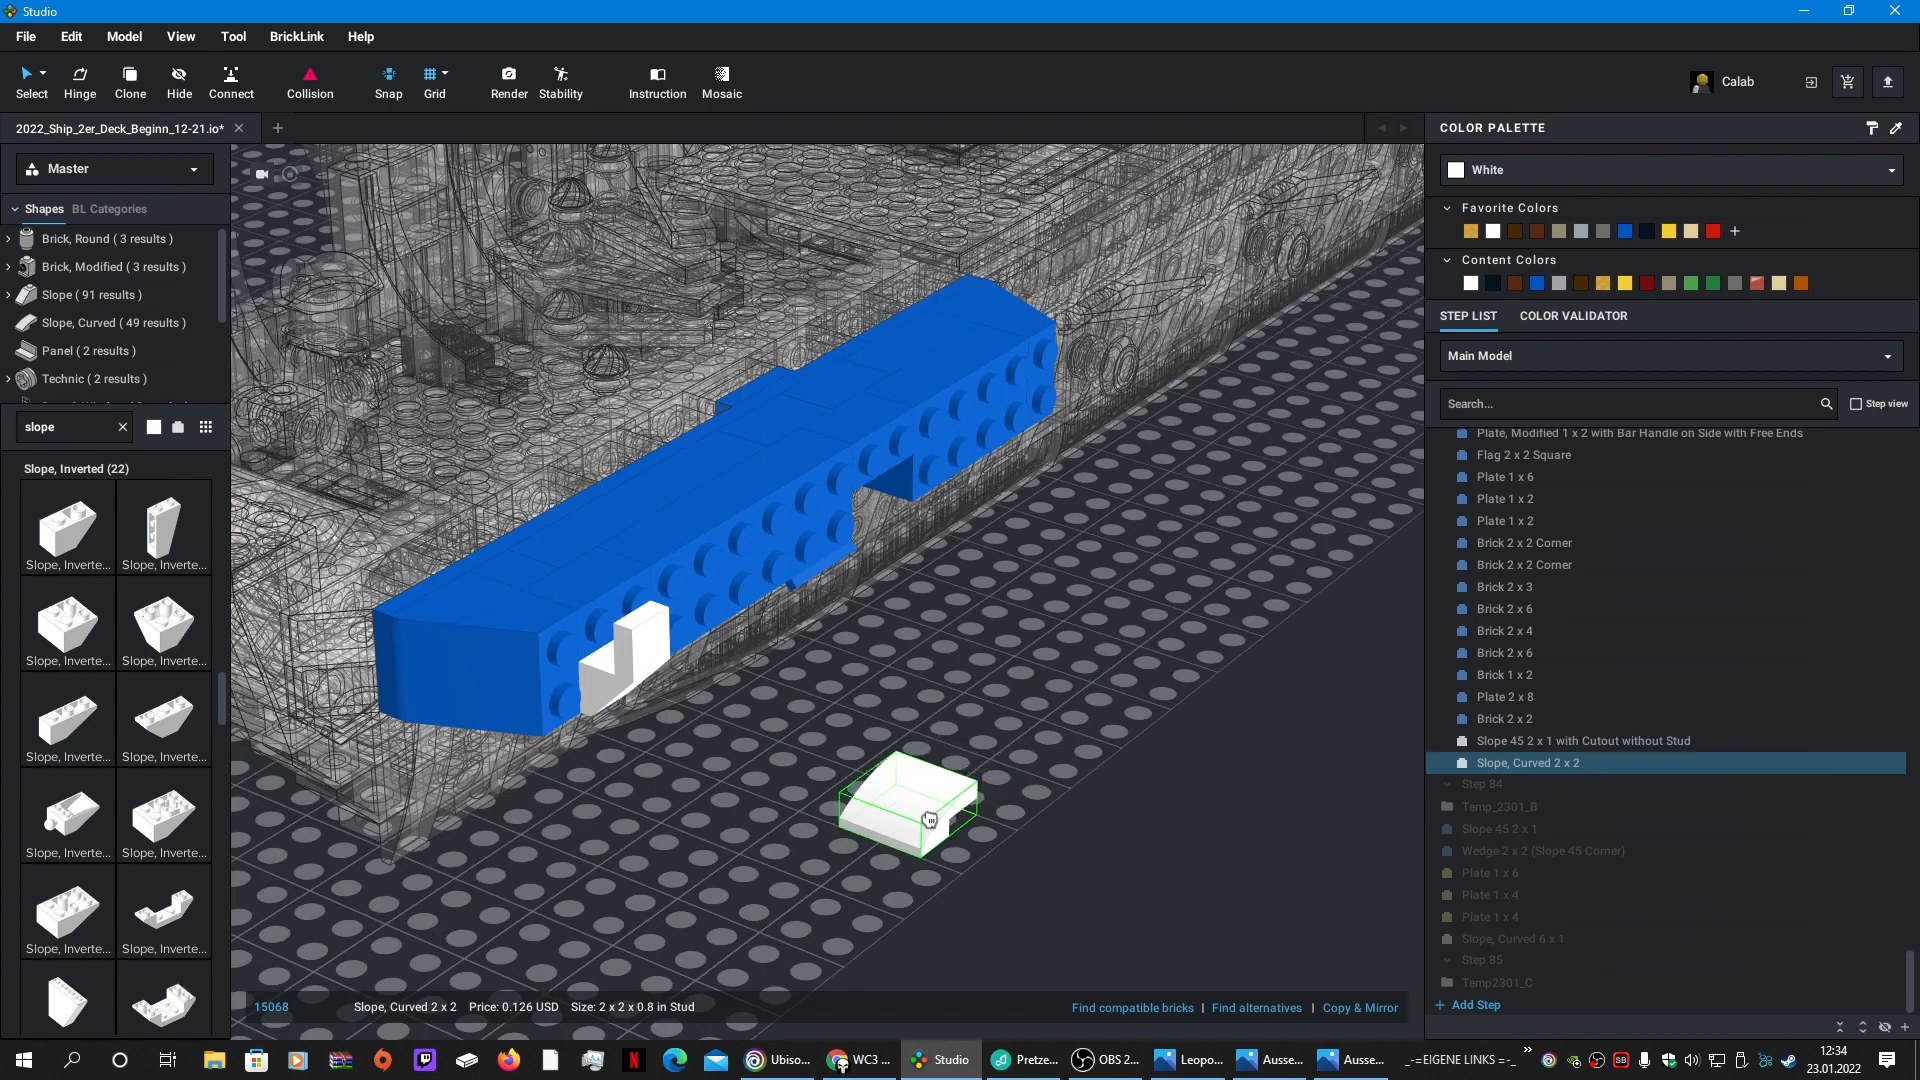 Studio
File Edit Model View Tool BrickLink Help
Select Hinge Clone Hide Connect Collision Snap Grid Render Stability Instruction Mosaic
Calab
2022_Ship_2er_Deck_Beginn_12-21.io*
Master
Shapes BL Categories
Brick, Round ( 3 results )
Brick, Modified ( 3 results )
Slope ( 91 results )
Slope, Curved ( 49 results )
Panel ( 2 results )
Technic ( 2 results )
slope
Slope, Inverted (22)
Slope, Inverte... Slope, Inverte...
Slope, Inverte... Slope, Inverte...
Slope, Inverte... Slope, Inverte...
Slope, Inverte... Slope, Inverte...
Slope, Inverte... Slope, Inverte...
15068 Slope, Curved 2 x 2 Price: 0.126 USD Size: 2 x 2 x 0.8 in Stud
Find compatible bricks | Find alternatives | Copy & Mirror
COLOR PALETTE
White
Favorite Colors
Content Colors
STEP LIST COLOR VALIDATOR
Main Model
Search... Step view
Plate, Modified 1 x 2 with Bar Handle on Side with Free Ends
Flag 2 x 2 Square
Plate 1 x 6
Plate 1 x 2
Plate 1 x 2
Brick 2 x 2 Corner
Brick 2 x 2 Corner
Brick 2 x 3
Brick 2 x 6
Brick 2 x 4
Brick 2 x 6
Brick 1 x 2
Plate 2 x 8
Brick 2 x 2
Slope 45 2 x 1 with Cutout without Stud
Slope, Curved 2 x 2
Step 84
Temp_2301_B
Slope 45 2 x 1
Wedge 2 x 2 (Slope 45 Corner)
Plate 1 x 6
Plate 1 x 4
Plate 1 x 4
Slope, Curved 6 x 1
Step 85
Temp2301_C
+ Add Step
Ubiso... WC3 ... Studio Pretze... OBS 2... Leopo... Ausse... Ausse... _-=EIGENE LINKS =-_ » SB 12:34
23.01.2022